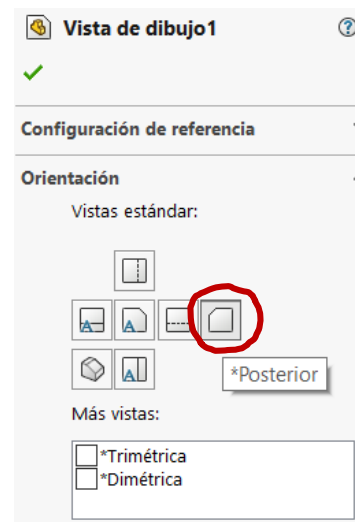 Vista de dibujo1
Configuración de referencia
Orientación
Vistas estándar:
A A
A
*Posterior
Más vistas:
*Trimétrica
*Dimétrica